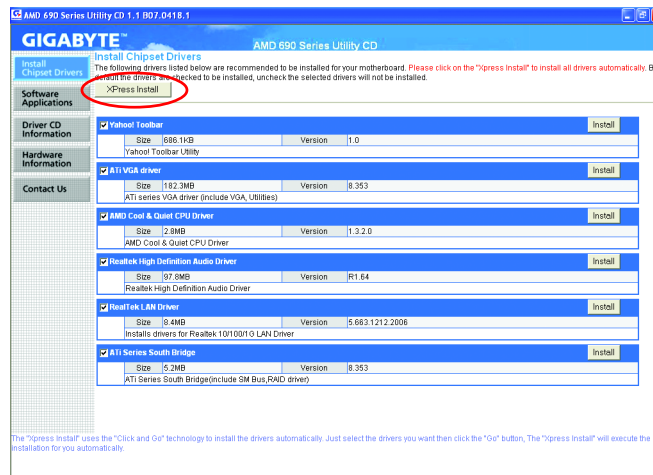 AMD 690 Series Utility CD 1.1 B07.0418.1
GIGABYTE™
AMD 690 Series Utility CD
Install
Chipset Drivers
Software
Applications
Driver CD
Information
Hardware
Information
Contact Us
Install Chipset Drivers
The following drivers listed below are recommended to be installed for your motherboard. Please click on the "Xpress Install" to install all drivers automatically. B
default the drivers are checked to be installed, uncheck the selected drivers will not be installed.
XPress Install
Yahoo! Toolbar Install
Size 686.1KB Version 1.0
Yahoo! Toolbar Utility
ATi VGA driver Install
Size 182.3MB Version 8.353
ATi series VGA driver (include VGA, Utilities)
AMD Cool & Quiet CPU Driver Install
Size 2.8MB Version 1.3.2.0
AMD Cool & Quiet CPU Driver
Realtek High Definition Audio Driver Install
Size 97.8MB Version R1.64
Realtek High Definition Audio Driver
RealTek LAN Driver Install
Size 8.4MB Version 5.663.1212.2006
Installs drivers for Realtek 10/100/1G LAN Driver
ATi Series South Bridge Install
Size 5.2MB Version 8.353
ATi Series South Bridge(include SM Bus,RAID driver)
The "Xpress Install" uses the "Click and Go" technology to install the drivers automatically. Just select the drivers you want then click the "Go" button, The "Xpress Install" will execute the
installation for you automatically.